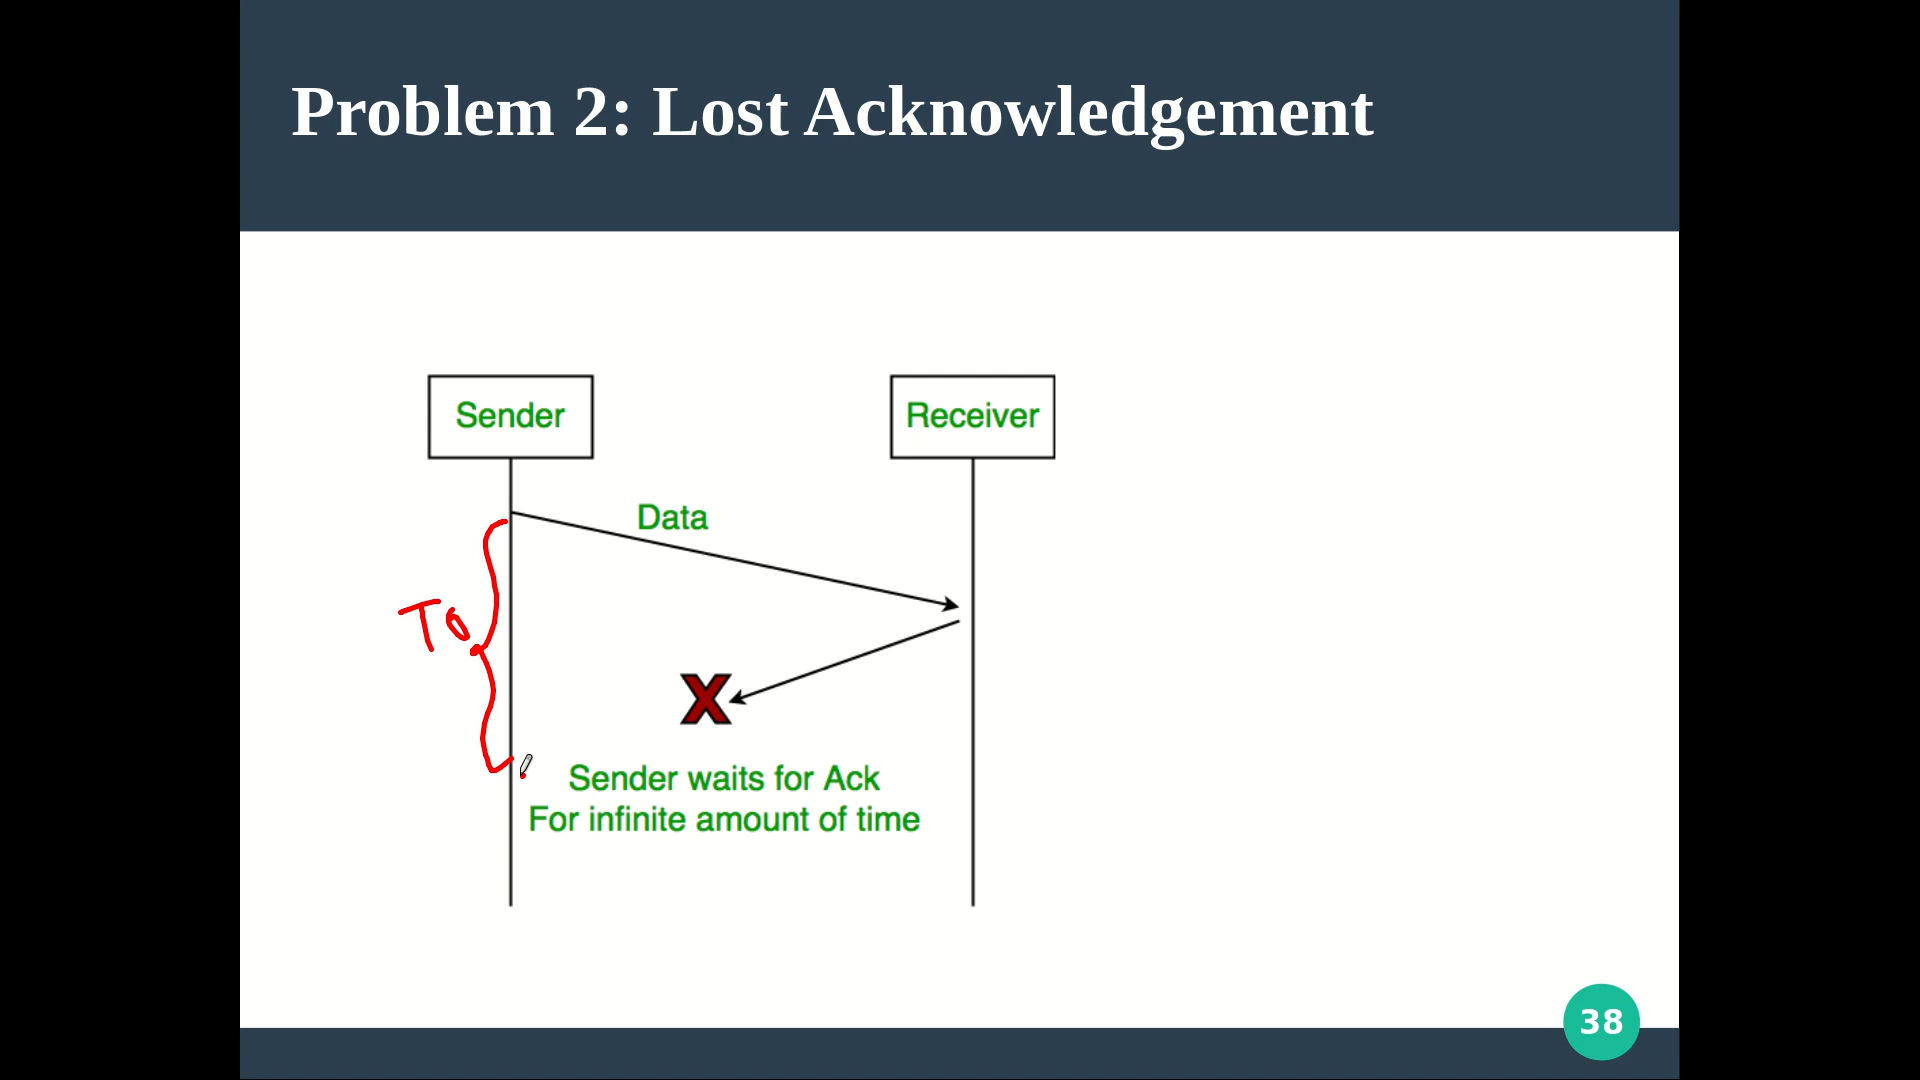 Problem 2: Lost Acknowledgement
Sender
Receiver
Data
To
X
Sender waits for Ack
For infinite amount of time
38